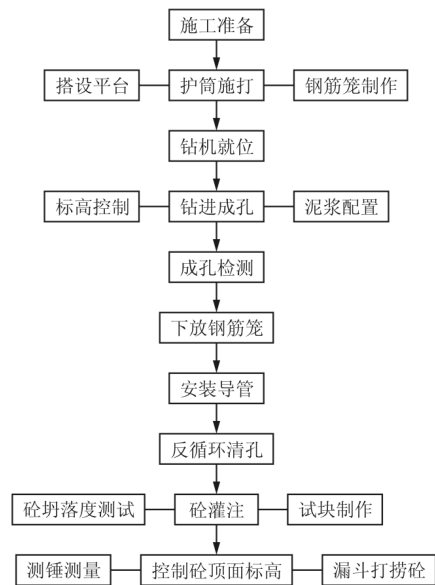 施工准备
搭设平台
护筒施打
钢筋笼制作
钻机就位
标高控制
钻进成孔
泥浆配置
成孔检测
下放钢筋笼
安装导管
反循环清孔
砼坍落度测试
砼灌注
试块制作
测锤测量
控制砼顶面标高
漏斗打捞砼